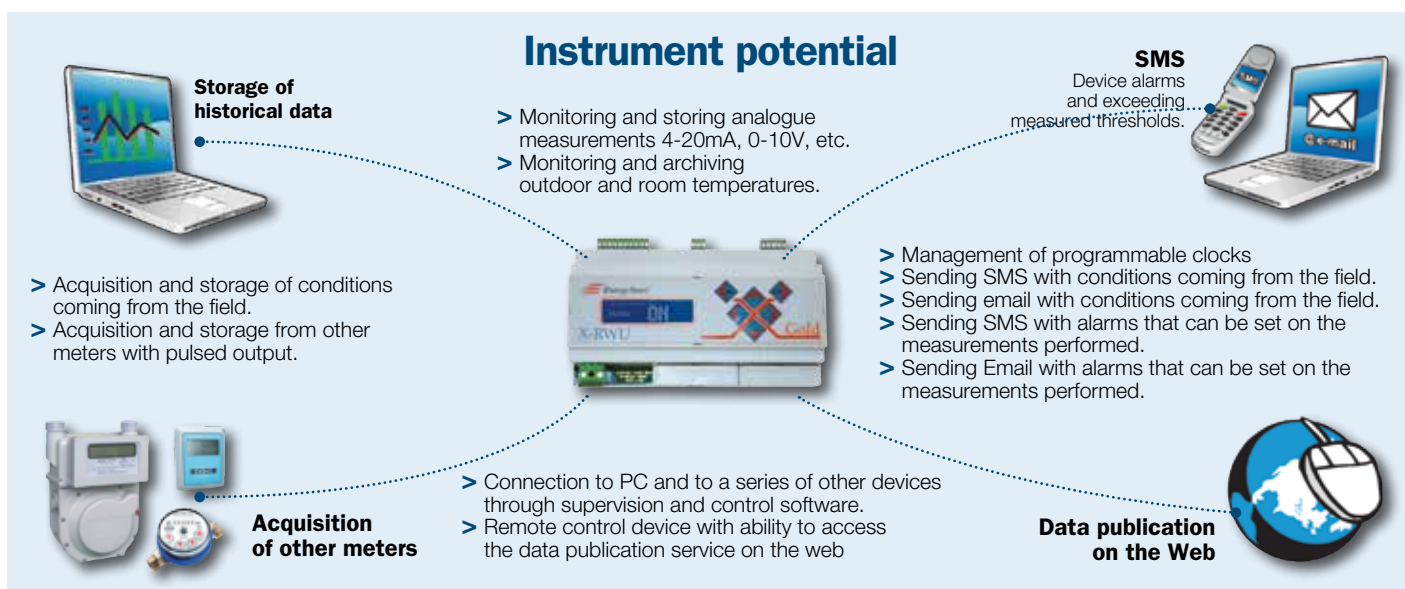 Instrument potential
Storage of
historical data
> Monitoring and storing analogue
measurements 4-20mA, 0-10V, etc.
> Monitoring and archiving
outdoor and room temperatures.
SMS
Device alarms
and exceeding
measured thresholds.
SMS
@ e-mail
> Acquisition and storage of conditions
coming from the field.
> Acquisition and storage from other
meters with pulsed output.
ON
X-RWU
Gold
> Management of programmable clocks
> Sending SMS with conditions coming from the field.
> Sending email with conditions coming from the field.
> Sending SMS with alarms that can be set on the
measurements performed.
> Sending Email with alarms that can be set on the
measurements performed.
Acquisition
of other meters
> Connection to PC and to a series of other devices
through supervision and control software.
> Remote control device with ability to access
the data publication service on the web
Data publication
on the Web